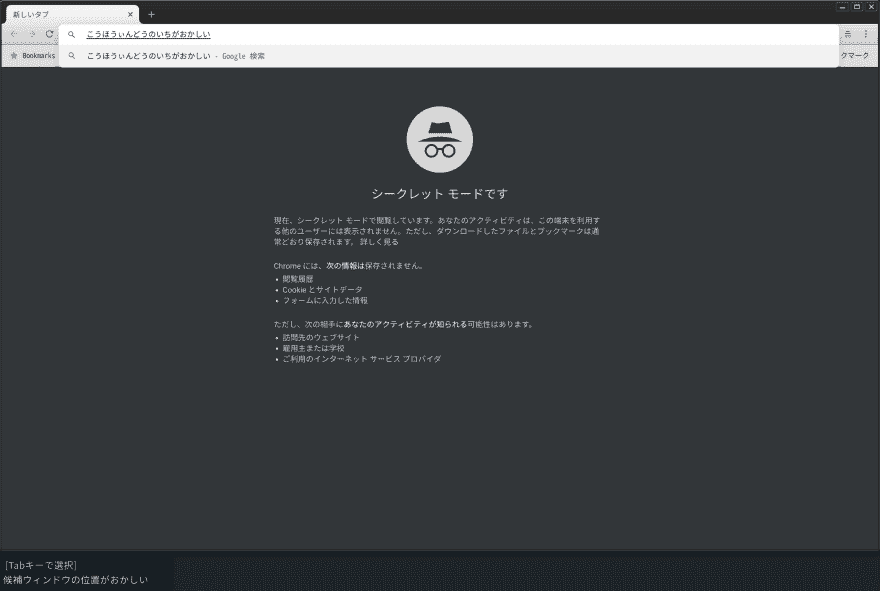 新しいタブ
こうほうぃんどうのいちがおかしい
Bookmarks
こうほうぃんどうのいちがおかしい - Google 検索
クマーク
シークレット モードです
現在、シークレット モードで閲覧しています。あなたのアクティビティは、この端末を利用す
る他のユーザーには表示されません。ただし、ダウンロードしたファイルとブックマークは通
常どおり保存されます。 詳しく見る
Chrome には、次の情報は保存されません。
• 閲覧履歴
• Cookie とサイトデータ
• フォームに入力した情報
ただし、次の相手にあなたのアクティビティが知られる可能性はあります。
• 訪問先のウェブサイト
• 雇用主または学校
• ご利用のインターネット サービス プロバイダ
[Tabキーで選択]
候補ウィンドウの位置がおかしい